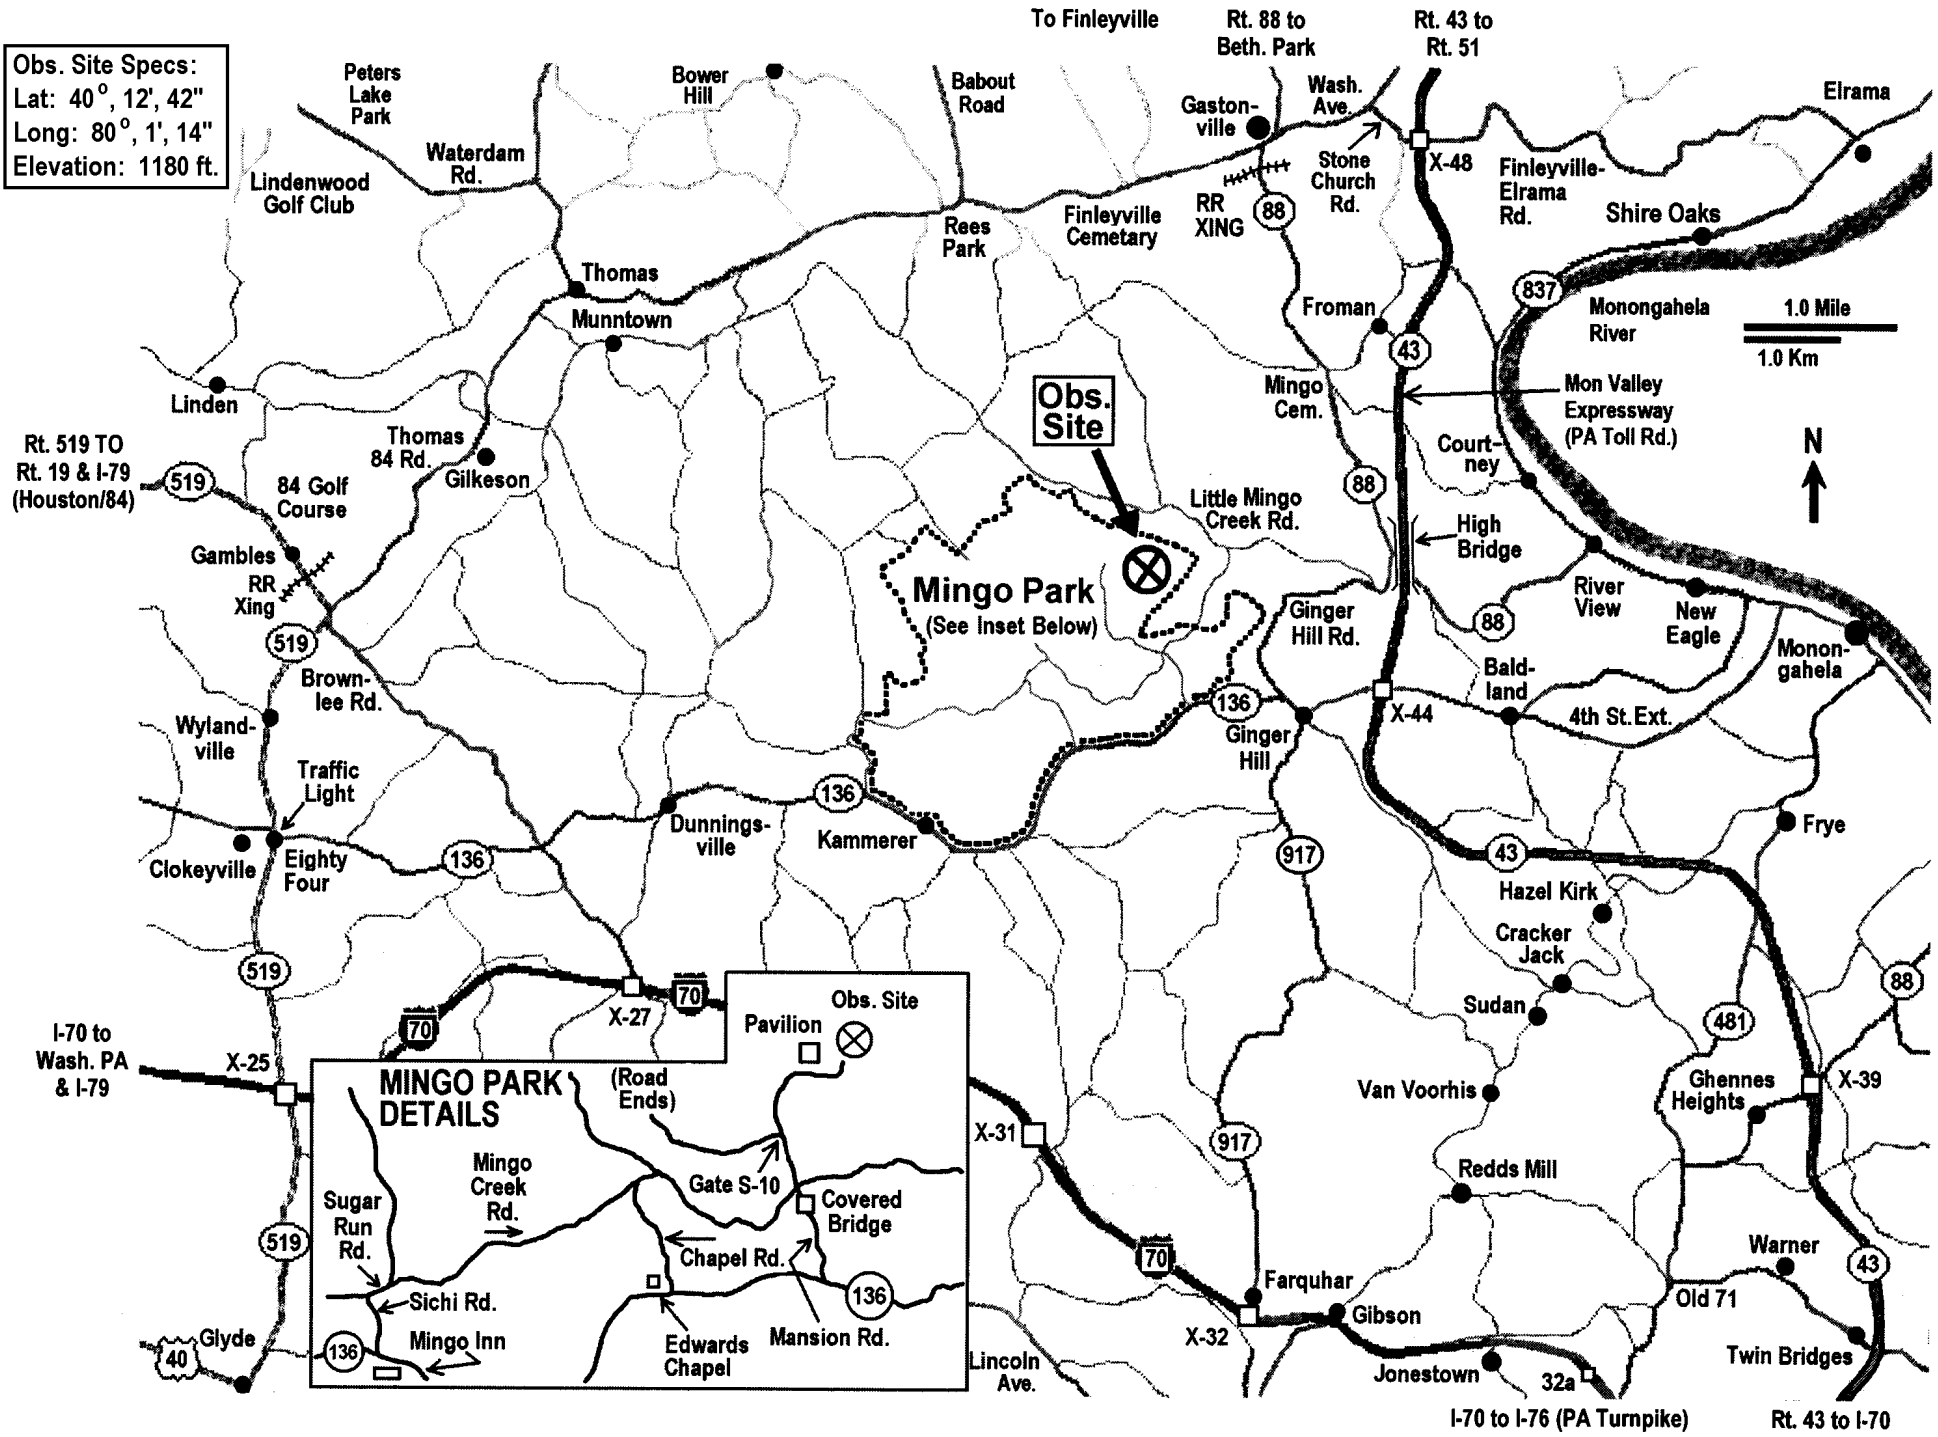 To Finleyville
Rt. 88 to
Beth. Park
Rt. 43 to
Rt. 51
Obs. Site Specs:
Lat: 40°, 12', 42"
Long: 80°, 1', 14"
Elevation: 1180 ft.
Peters
Lake
Park
Bower
Hill
Babout
Road
Gaston-
ville
Wash.
Ave.
Elrama
Waterdam
Rd.
Lindenwood
Golf Club
Stone
Church
Rd.
X-48
Finleyville-
Elrama
Rd.
RR
XING
88
Finleyville
Cemetary
Rees
Park
Shire Oaks
Thomas
Munntown
837
Monongahela
River
1.0 Mile
1.0 Km
Froman
43
Linden
Mingo
Cem.
Mon Valley
Expressway
(PA Toll Rd.)
Obs.
Site
N
Rt. 519 TO
Rt. 19 & I-79
(Houston/84)
519
84 Golf
Course
Thomas
84 Rd.
Gilkeson
Court-
ney
88
Little Mingo
Creek Rd.
High
Bridge
Gambles
RR
Xing
Mingo Park
(See Inset Below)
Ginger
Hill Rd.
88
River
View
New
Eagle
Monon-
gahela
519
Brown-
lee Rd.
Bald-
land
136
X-44
4th St.Ext.
Wyland-
ville
Ginger
Hill
Traffic
Light
136
Dunnings-
ville
Kammerer
Frye
Clokeyville
Eighty
Four
136
917
43
Hazel Kirk
Cracker
Jack
519
70
X-27
70
88
Sudan
481
I-70 to
Wash. PA
& I-79
X-25
Van Voorhis
Ghennes
Heights
X-39
X-31
917
Redds Mill
519
70
Warner
43
Farquhar
Gibson
Old 71
X-32
Glyde
40
Lincoln
Ave.
Jonestown
32a
Twin Bridges
I-70 to I-76 (PA Turnpike)
Rt. 43 to I-70
MINGO PARK
DETAILS
(Road
Ends)
Pavilion
Obs. Site
Mingo
Creek
Rd.
Gate S-10
Covered
Bridge
Sugar
Run
Rd.
Chapel Rd.
Sichi Rd.
136
Mingo Inn
136
Edwards
Chapel
Mansion Rd.